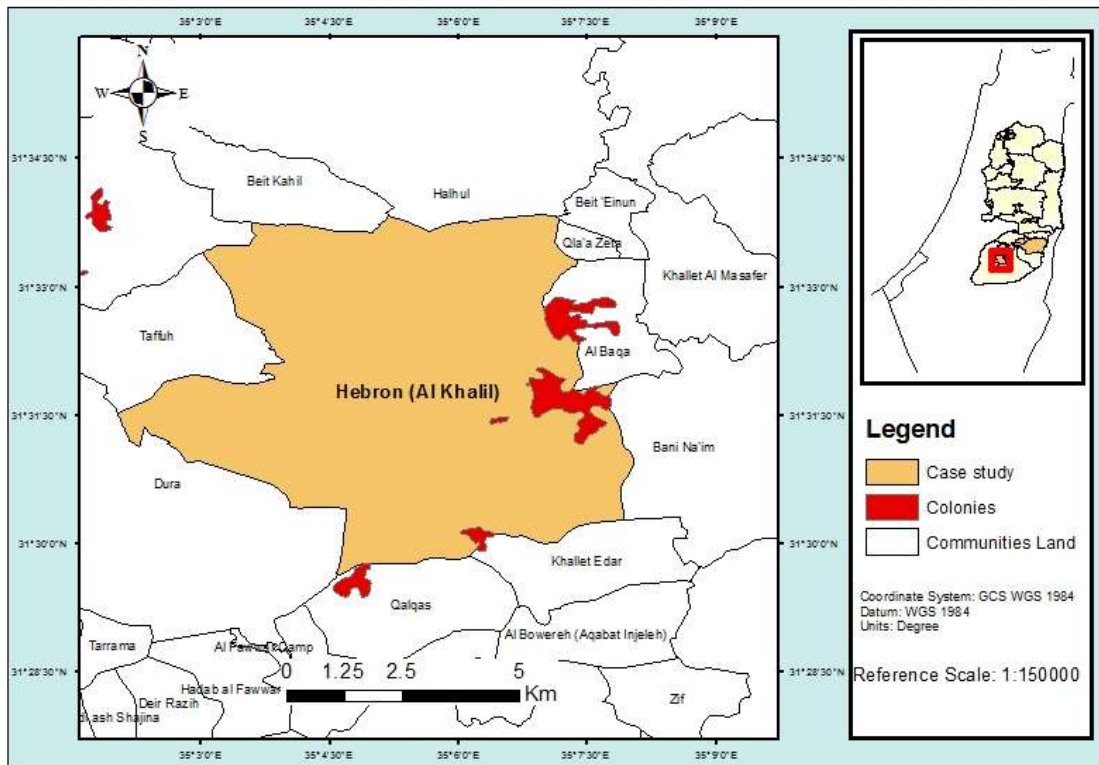 35°3'0"E 35°4'30"E 35°6'0"E 35°7'30"E 35°9'0"E
N
W E
S
31°34'30"N 31°34'30"N
Beit Kahil
Halhul
Beit 'Einun
Qla'a Zeta
31°33'0"N 31°33'0"N
Khallet Al Masafer
Taffuh
Al Baqa
Hebron (Al Khalil)
31°31'30"N 31°31'30"N
Bani Na'im
Dura
31°30'0"N 31°30'0"N
Khallet Edar
Qalqas
Al Bowereh (Aqabat Injeleh)
Tarrama
Al Fawwar Camp
0 1.25 2.5 5
Km
31°28'30"N 31°28'30"N
Hadab al Fawwar
Deir Razih
Zif
ash Shajina
35°3'0"E 35°4'30"E 35°6'0"E 35°7'30"E 35°9'0"E
Legend
Case study
Colonies
Communities Land
Coordinate System: GCS WGS 1984
Datum: WGS 1984
Units: Degree
Reference Scale: 1:150000